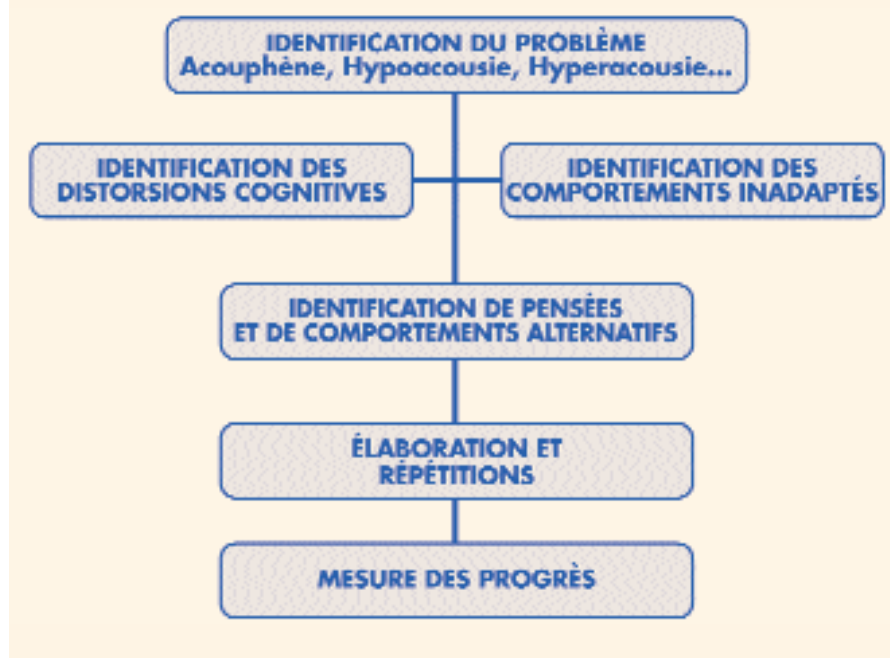 IDENTIFICATION DU PROBLÈME
Acouphène, Hypoacousie, Hyperacousie...
IDENTIFICATION DES
DISTORSIONS COGNITIVES
IDENTIFICATION DES
COMPORTEMENTS INADAPTÉS
IDENTIFICATION DE PENSÉES
ET DE COMPORTEMENTS ALTERNATIFS
ÉLABORATION ET
RÉPÉTITIONS
MESURE DES PROGRÈS